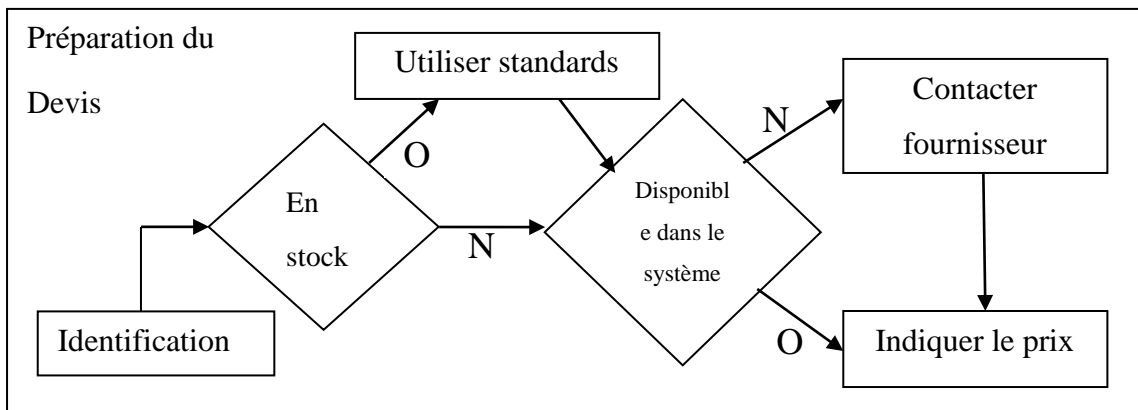 Préparation du
Devis
Utiliser standards
Contacter
fournisseur
N
O
En
stock
Disponibl
e dans le
système
N
Identification
O
Indiquer le prix